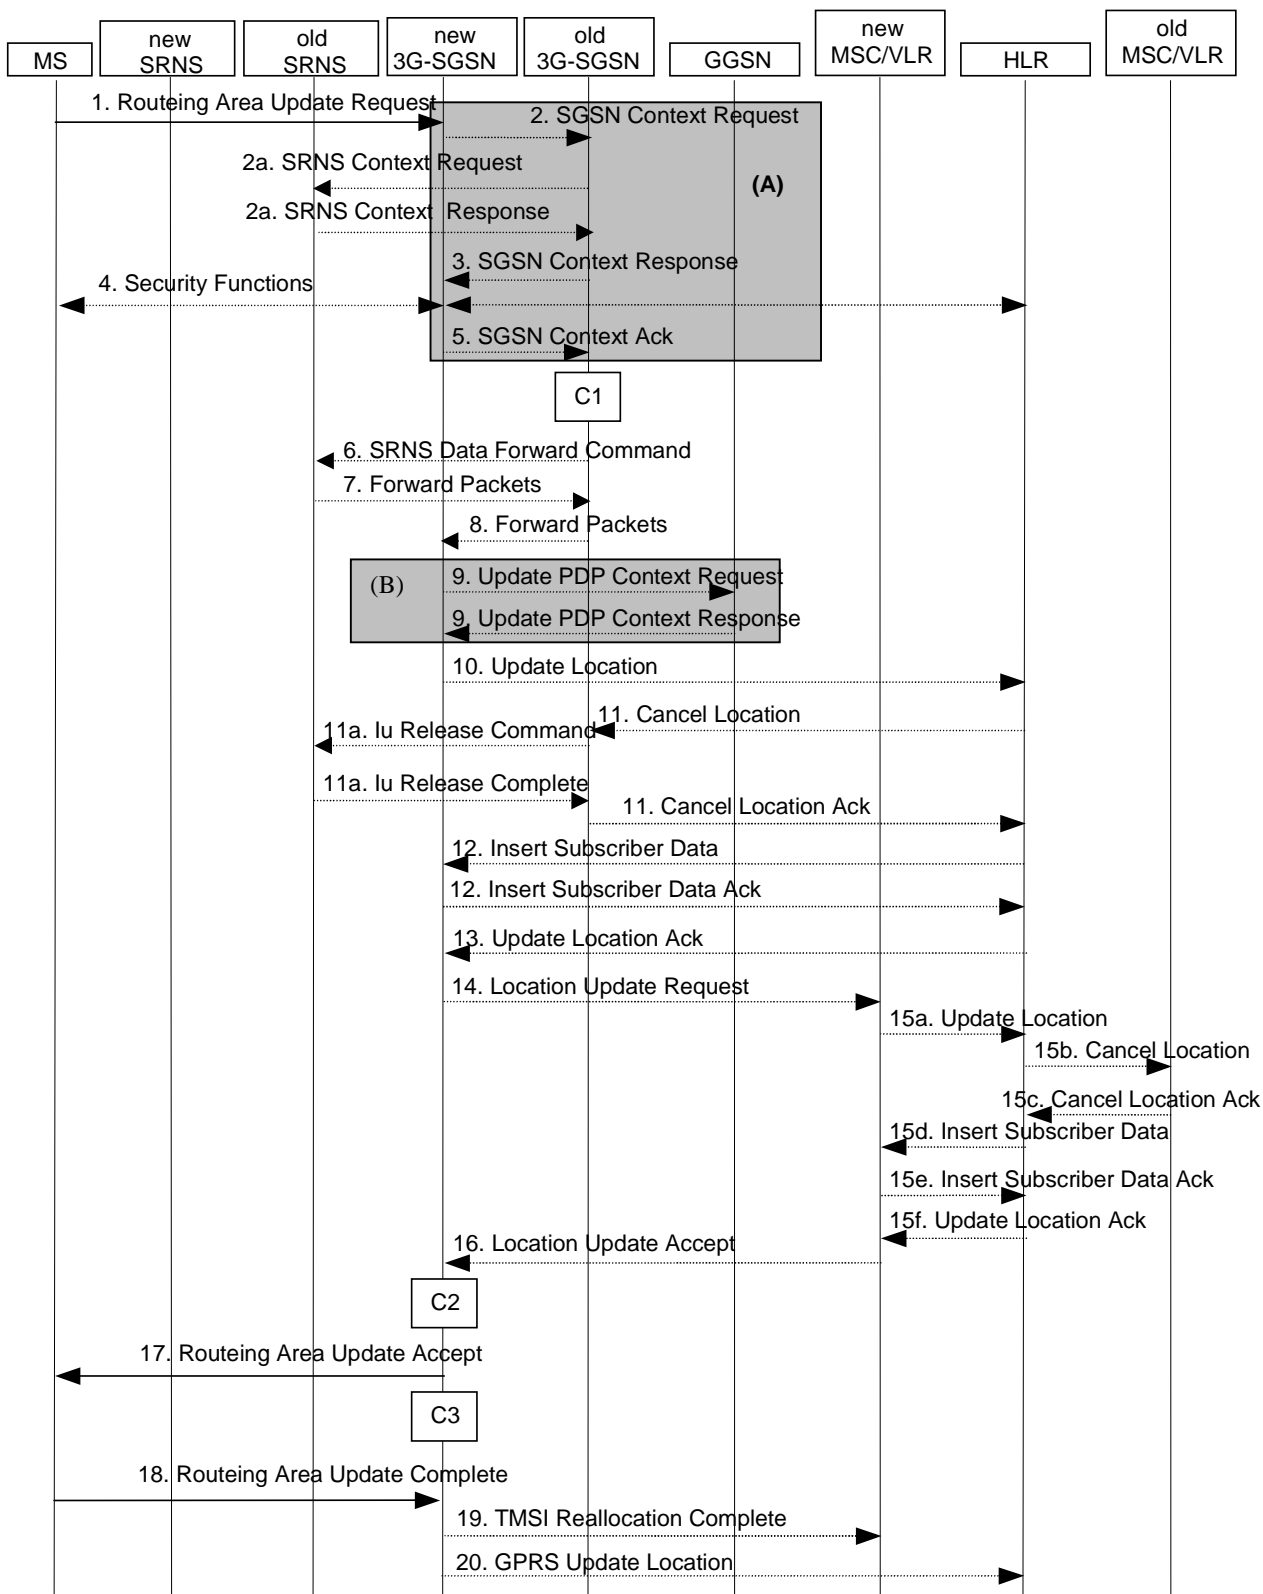 MS
new
SRNS
old
SRNS
new
3G-SGSN
old
3G-SGSN
GGSN
new
MSC/VLR
HLR
old
MSC/VLR
1. Routeing Area Update Request
2. SGSN Context Request
2a. SRNS Context Request
(A)
2a. SRNS Context Response
3. SGSN Context Response
4. Security Functions
5. SGSN Context Ack
C1
6. SRNS Data Forward Command
7. Forward Packets
8. Forward Packets
(B)
9. Update PDP Context Request
9. Update PDP Context Response
10. Update Location
11. Cancel Location
11a. Iu Release Command
11a. Iu Release Complete
11. Cancel Location Ack
12. Insert Subscriber Data
12. Insert Subscriber Data Ack
13. Update Location Ack
14. Location Update Request
15a. Update Location
15b. Cancel Location
15c. Cancel Location Ack
15d. Insert Subscriber Data
15e. Insert Subscriber Data Ack
15f. Update Location Ack
16. Location Update Accept
C2
17. Routeing Area Update Accept
C3
18. Routeing Area Update Complete
19. TMSI Reallocation Complete
20. GPRS Update Location